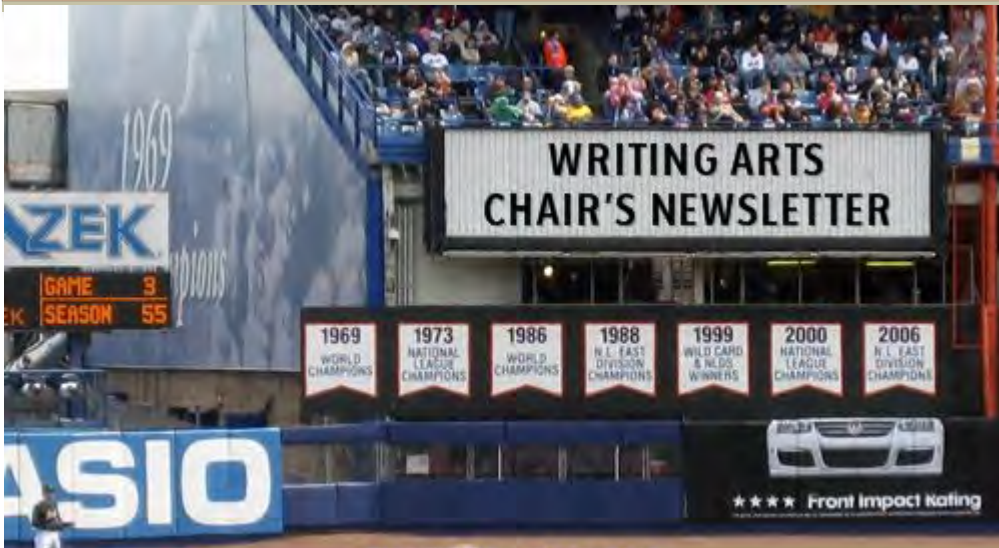 1969
WRITING ARTS
CHAIR'S NEWSLETTER
AZEK
GAME 3
SEASON 55
1969
WORLD
CHAMPIONS
1973
NATIONAL
LEAGUE
CHAMPIONS
1986
WORLD
CHAMPIONS
1988
N.L. EAST
DIVISION
CHAMPIONS
1999
WILD CARD
& NLDS
WINNERS
2000
NATIONAL
LEAGUE
CHAMPIONS
2006
N.L. EAST
DIVISION
CHAMPIONS
ASIO
Front Impact Rating